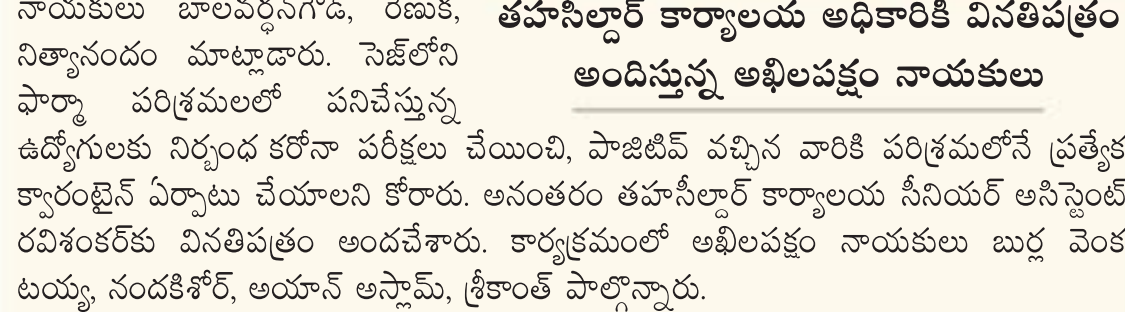 నాయకులు బాలవర్ధన్‌గౌడ్, రేణుక,
నిత్యానందం మాట్లాడారు. సెజ్‌లోని
ఫార్మా పరిశ్రమలలో పనిచేస్తున్న
తహసీల్దార్ కార్యాలయ అధికారికి వినతిపత్రం
అందిస్తున్న అఖిలపక్షం నాయకులు
ఉద్యోగులకు నిర్బంధ కరోనా పరీక్షలు చేయించి, పాజిటివ్ వచ్చిన వారికి పరిశ్రమలోనే ప్రత్యేక
క్వారంటైన్ ఏర్పాటు చేయాలని కోరారు. అనంతరం తహసీల్దార్ కార్యాలయ సీనియర్ అసిస్టెంట్
రవిశంకర్‌కు వినతిపత్రం అందచేశారు. కార్యక్రమంలో అఖిలపక్షం నాయకులు బుర్ల వెంక
టయ్య, నందకిశోర్, అయాన్ అస్లామ్, శ్రీకాంత్ పాల్గొన్నారు.